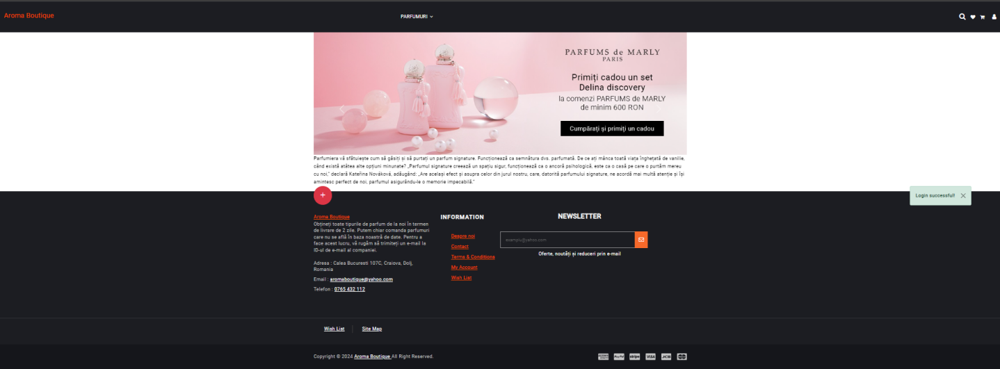 Aroma Boutique
PARFUMURI
PARFUMS de MARLY
PARIS
Primiți cadou un set
Delina discovery
la comenzi PARFUMS de MARLY
de minim 600 RON
Cumpărați și primiți un cadou
Parfumiera vă sfătuiește cum să găsiți și să purtați un parfum signature. Funcționează ca semnătura dvs. parfumată. De ce ați mânca toată viața înghețată de vanilie,
când există atâtea alte opțiuni minunate? „Parfumul signature creează un spațiu sigur, funcționează ca o ancoră psihologică, este ca o casă pe care o purtăm mereu
cu noi,” declară Kateřina Nováková, adăugând: „Are același efect și asupra celor din jurul nostru, care, datorită parfumului signature, ne acordă mai multă atenție și își
amintesc perfect de noi, parfumul asigurându-le o memorie impecabilă.”
+
Login successful!
Aroma Boutique
Obțineți toate tipurile de parfum de la noi în termen
de livrare de 2 zile. Putem chiar comanda parfumuri
care nu se află în baza noastră de date. Pentru a
face acest lucru, vă rugăm să trimiteți un e-mail la
ID-ul de e-mail al companiei.
Adresa : Calea Bucuresti 107C, Craiova, Dolj,
Romania
Email : aromaboutique@yahoo.com
Telefon : 0765 432 112
INFORMATION
Despre noi
Contact
Terms & Conditions
My Account
Wish List
NEWSLETTER
example@yahoo.com
Oferte, noutăți și reduceri prin e-mail
Wish List
Site Map
Copyright © 2024 Aroma Boutique All Right Reserved.
PayPal
stripe
VISA
JCB